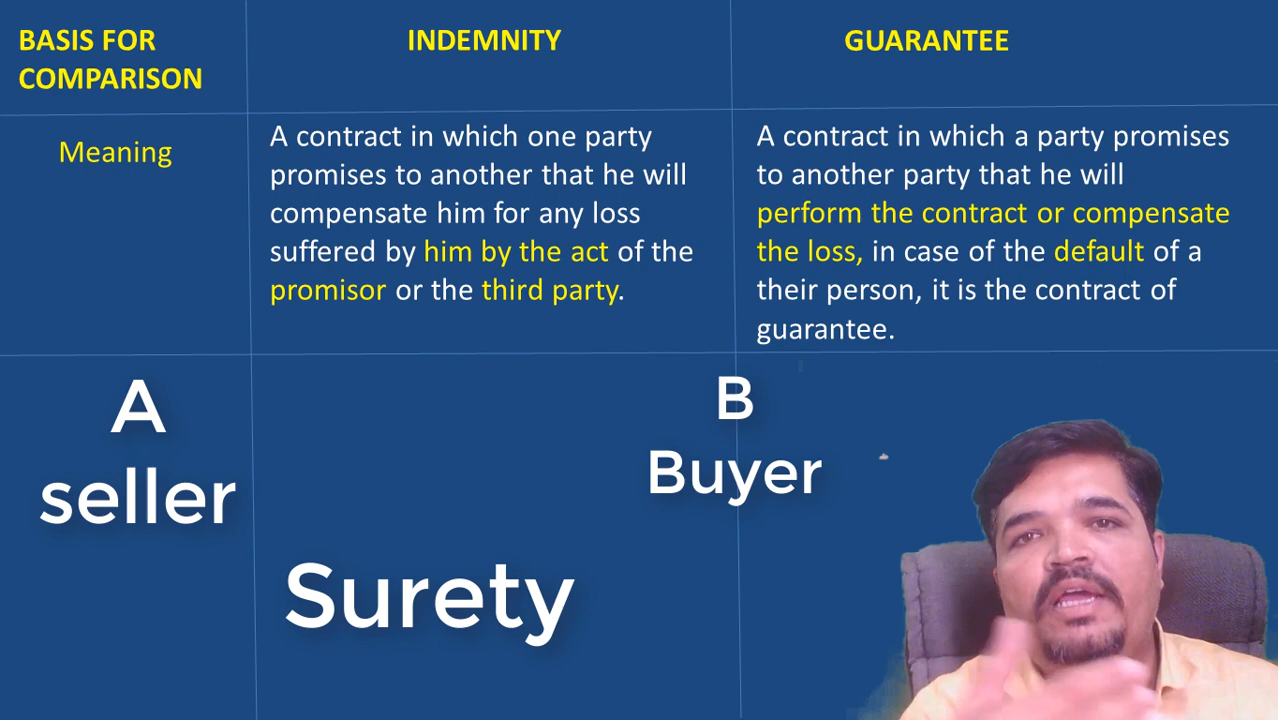 BASIS FOR
COMPARISON
INDEMNITY
GUARANTEE
Meaning
A contract in which one party
promises to another that he will
compensate him for any loss
suffered by him by the act of the
promisor or the third party.
A contract in which a party promises
to another party that he will
perform the contract or compensate
the loss, in case of the default of a
their person, it is the contract of
guarantee.
A
seller
B
Buyer
Surety